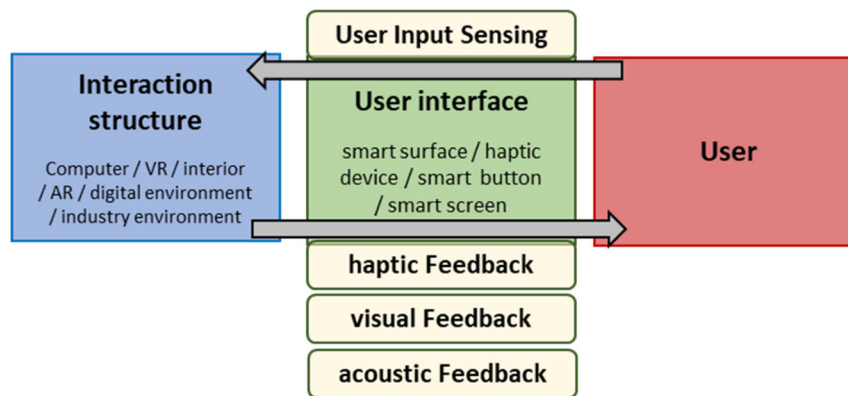 User Input Sensing
Interaction
structure
Computer / VR / interior
/ AR / digital environment
/ industry environment
User interface
smart surface / haptic
device / smart button
/ smart screen
User
haptic Feedback
visual Feedback
acoustic Feedback